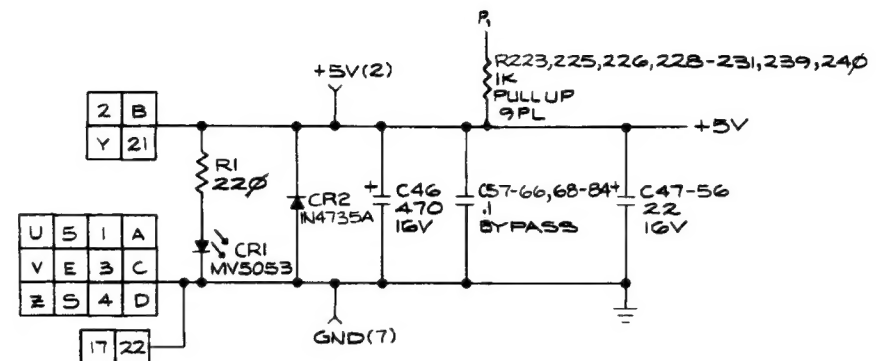 P1
R223,225,226,228-231,239,240
1K
PULL UP
9PL
+5V(2)
2 B
Y 21
+5V
R1
220
CR2
IN4735A
+
C46
470
16V
C57-66,68-84
.1
BYPASS
+
C47-56
22
16V
CR1
MV5053
U 5 1 A
V E 3 C
Z S 4 D
17 22
GND(7)